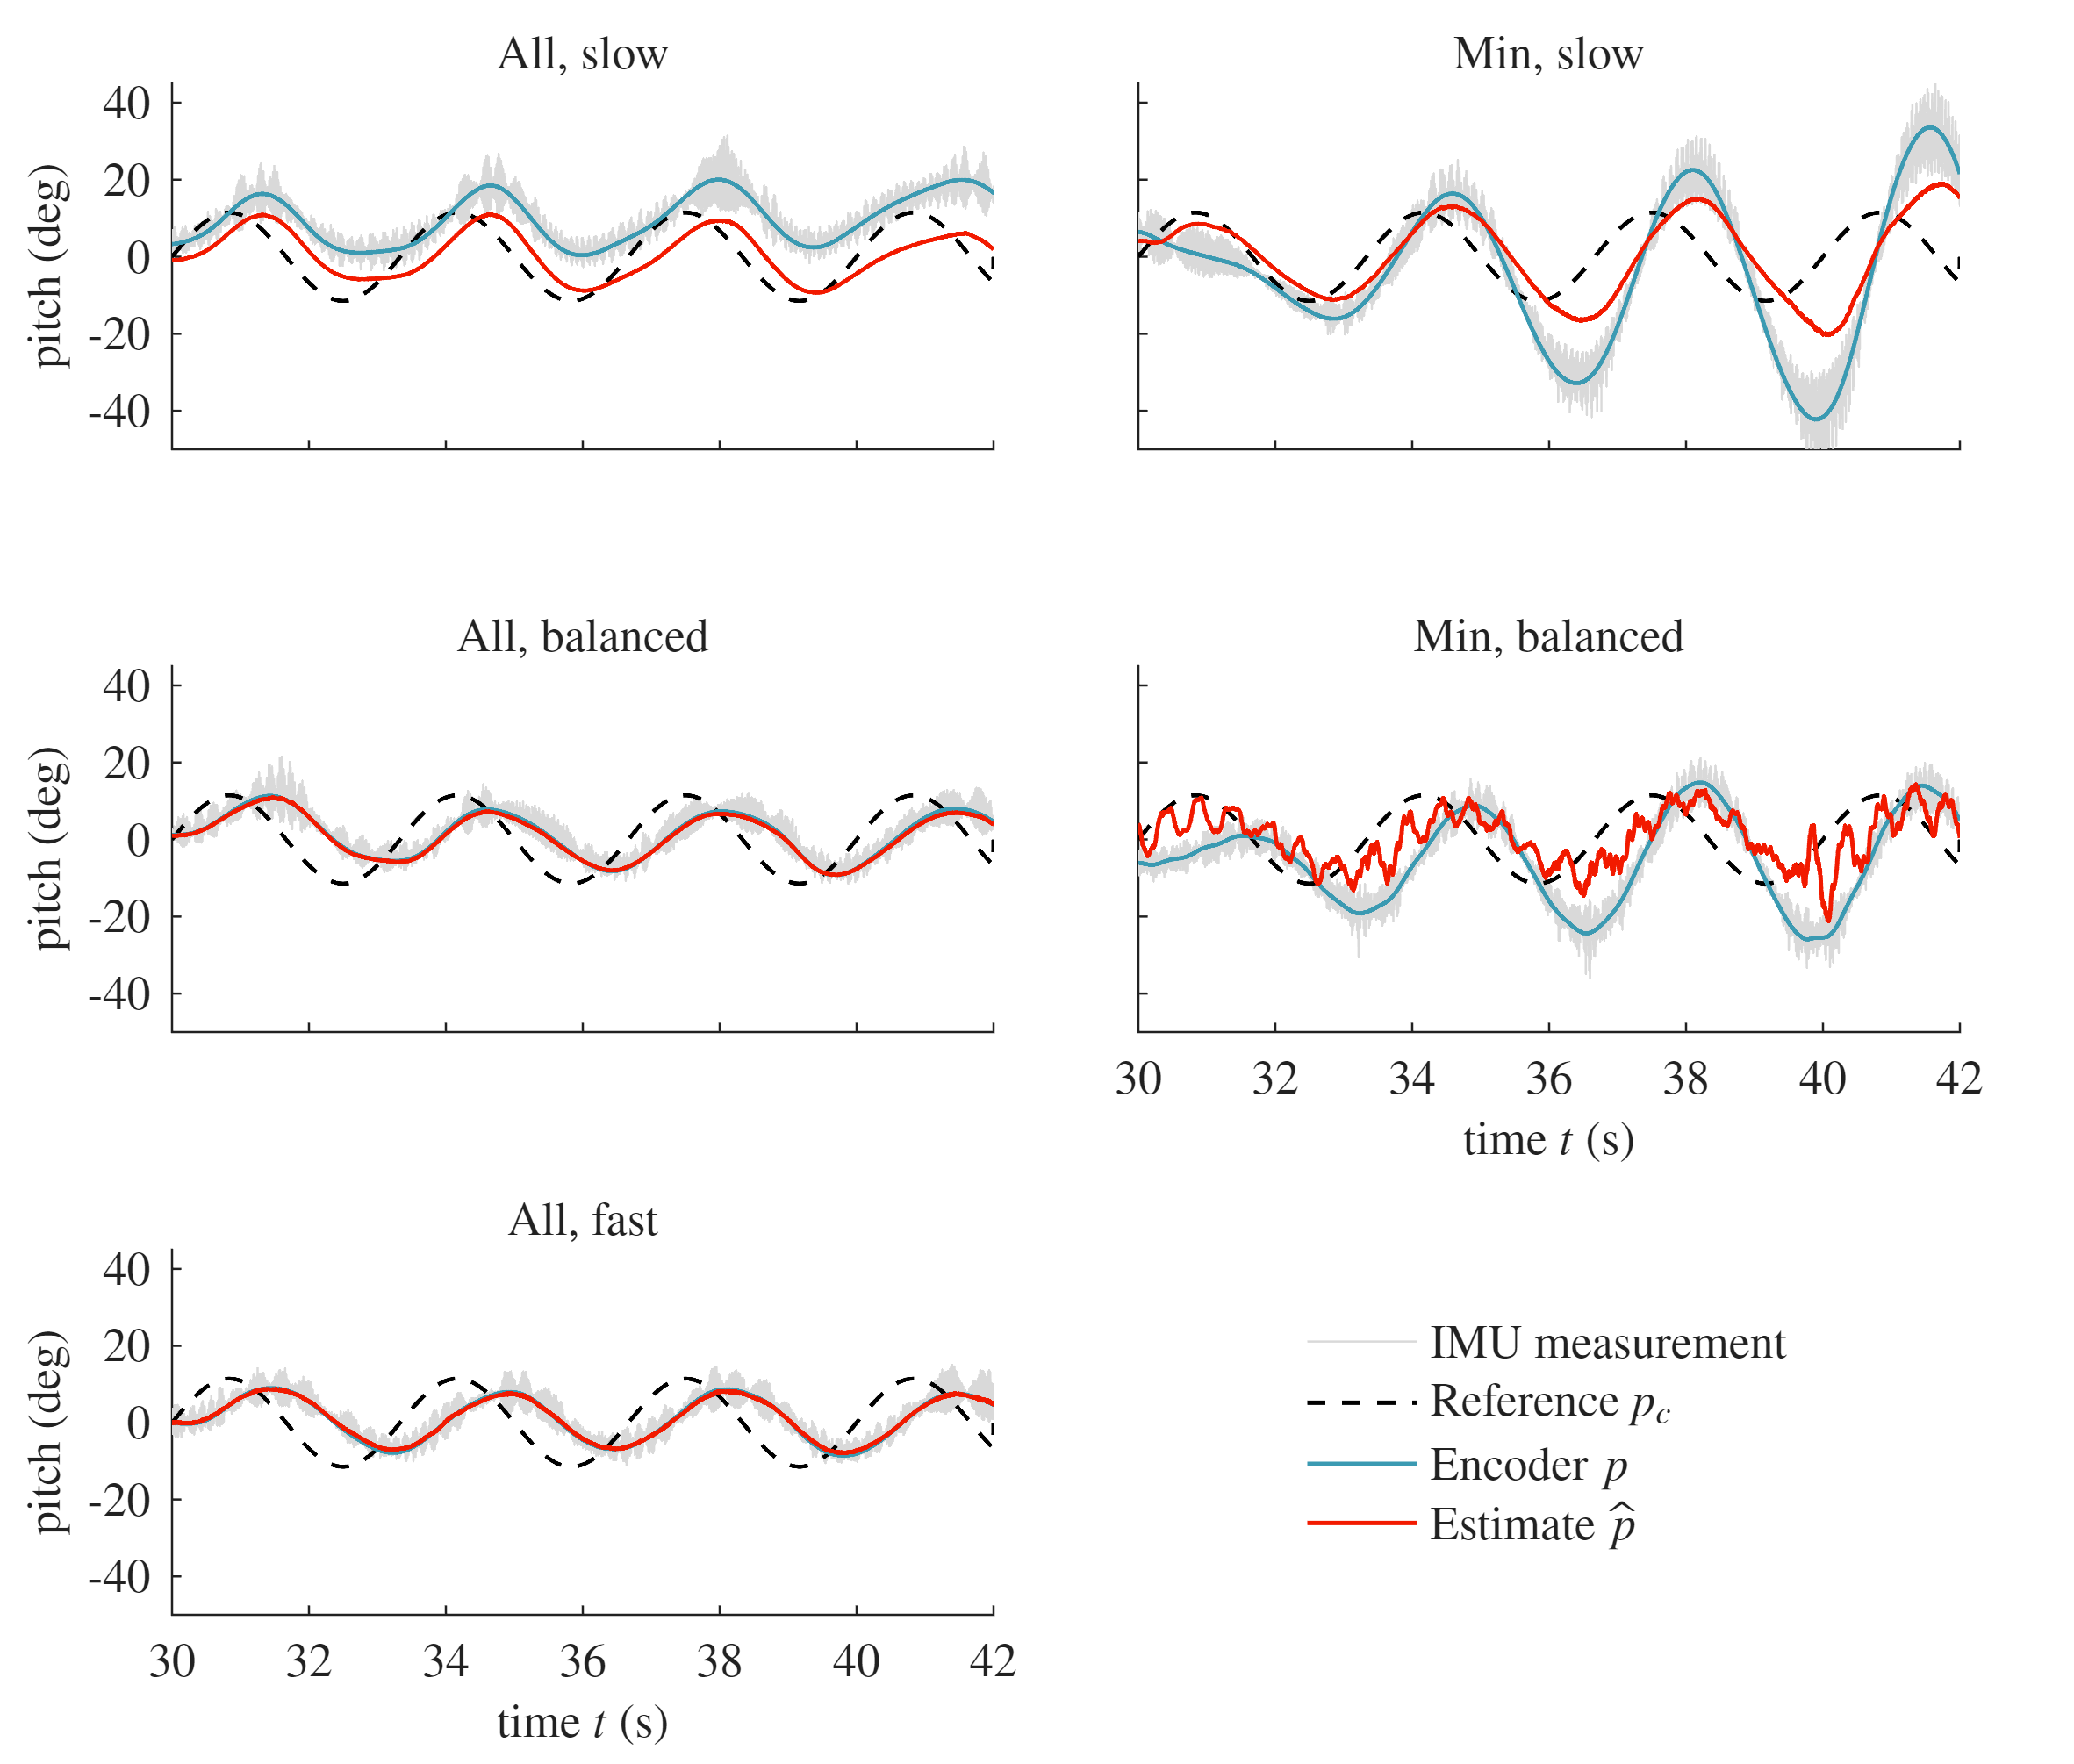 All, slow
40
20
0
-20
-40
pitch (deg)
Min, slow
All, balanced
40
20
0
-20
-40
pitch (deg)
Min, balanced
30 32 34 36 38 40 42
time t (s)
All, fast
40
20
0
-20
-40
pitch (deg)
30 32 34 36 38 40 42
time t (s)
IMU measurement
Reference p_c
Encoder p
Estimate p̂